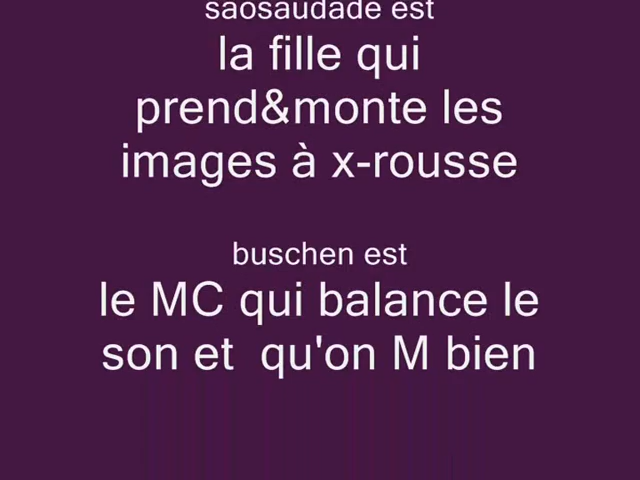 saosaudade est
la fille qui
prend&monte les
images à x-rousse
buschen est
le MC qui balance le
son et  qu'on M bien